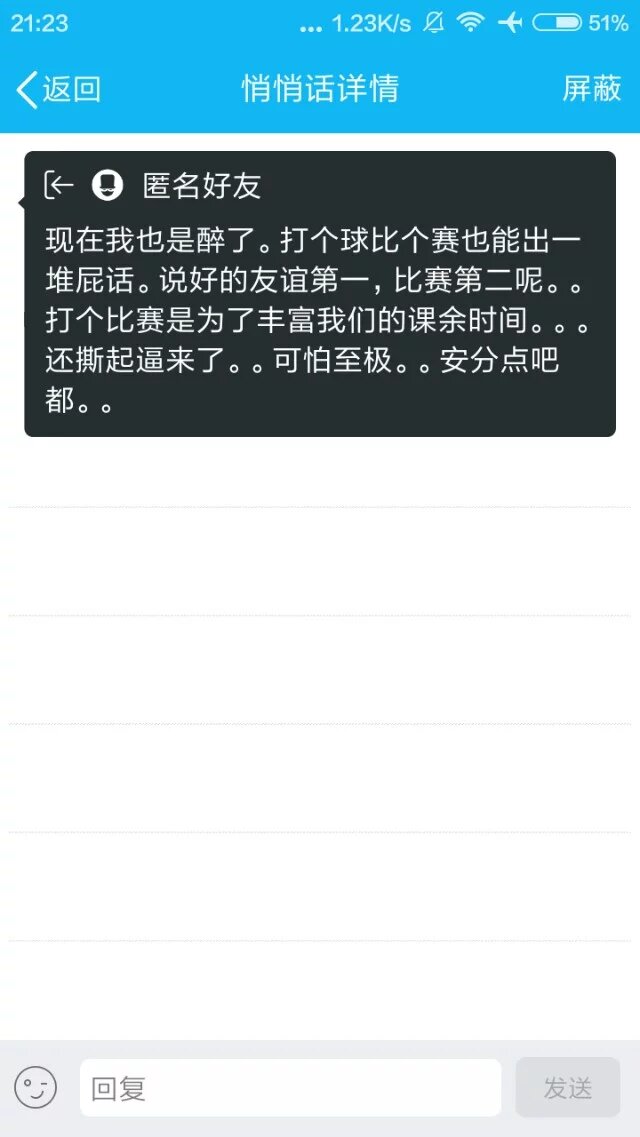 21:23 ... 1.23K/s 51%
返回 悄悄话详情 屏蔽
匿名好友
现在我也是醉了。打个球比个赛也能出一
堆屁话。说好的友谊第一，比赛第二呢。。
打个比赛是为了丰富我们的课余时间。。。
还撕起逼来了。。可怕至极。。安分点吧
都。。
回复 发送